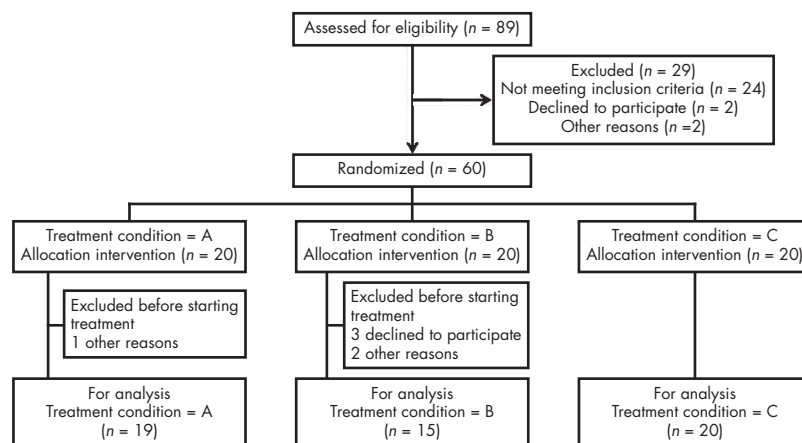 Assessed for eligibility (n = 89)
Excluded (n = 29)
Not meeting inclusion criteria (n = 24)
Declined to participate (n = 2)
Other reasons (n =2)
Randomized (n = 60)
Treatment condition = A
Allocation intervention (n = 20)
Treatment condition = B
Allocation intervention (n = 20)
Treatment condition = C
Allocation intervention (n = 20)
Excluded before starting
treatment
1 other reasons
Excluded before starting
treatment
3 declined to participate
2 other reasons
For analysis
Treatment condition = A
(n = 19)
For analysis
Treatment condition = B
(n = 15)
For analysis
Treatment condition = C
(n = 20)